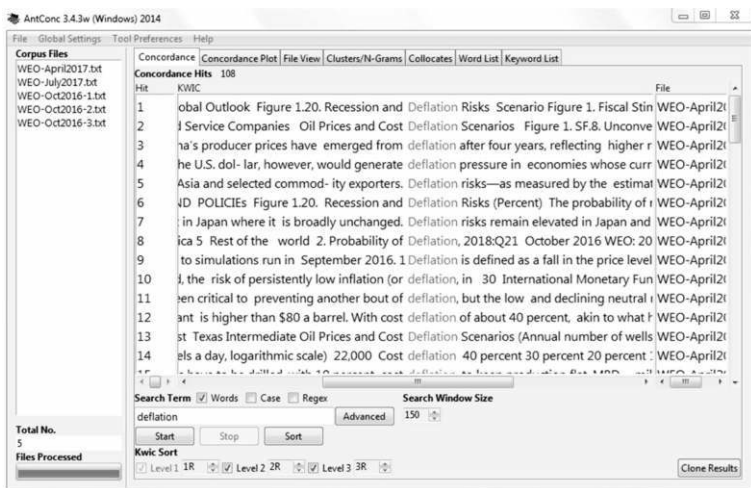 AntConc 3.4.3w (Windows) 2014
File Global Settings Tool Preferences Help
Corpus Files
WEO-April2017.txt
WEO-July2017.txt
WEO-Oct2016-1.txt
WEO-Oct2016-2.txt
WEO-Oct2016-3.txt
Total No.
5
Files Processed
Concordance Concordance Plot File View Clusters/N-Grams Collocates Word List Keyword List
Concordance Hits 108
Hit KWIC File
1 obal Outlook Figure 1.20. Recession and Deflation Risks Scenario Figure 1. Fiscal Stin WEO-April20
2 l Service Companies Oil Prices and Cost Deflation Scenarios Figure 1. SF.8. Unconve WEO-April20
3 na's producer prices have emerged from deflation after four years, reflecting higher r WEO-April20
4 he U.S. dol- lar, however, would generate deflation pressure in economies whose curr WEO-April20
5 Asia and selected commod- ity exporters. Deflation risks—as measured by the estimat WEO-April20
6 ND POLICIEs Figure 1.20. Recession and Deflation Risks (Percent) The probability of r WEO-April20
7 : in Japan where it is broadly unchanged. Deflation risks remain elevated in Japan and WEO-April20
8 ica 5 Rest of the world 2. Probability of Deflation, 2018:Q21 October 2016 WEO: 20 WEO-April20
9 to simulations run in September 2016. 1 Deflation is defined as a fall in the price level WEO-April20
10 l, the risk of persistently low inflation (or deflation, in 30 International Monetary Fun WEO-April20
11 een critical to preventing another bout of deflation, but the low and declining neutral r WEO-April20
12 ant is higher than $80 a barrel. With cost deflation of about 40 percent, akin to what h WEO-April20
13 st Texas Intermediate Oil Prices and Cost Deflation Scenarios (Annual number of wells WEO-April20
14 els a day, logarithmic scale) 22,000 Cost deflation 40 percent 30 percent 20 percent : WEO-April20
Search Term Words Case Regex Search Window Size
deflation Advanced 150
Start Stop Sort
Kwic Sort
Level 1 1R Level 2 2R Level 3 3R Clone Results